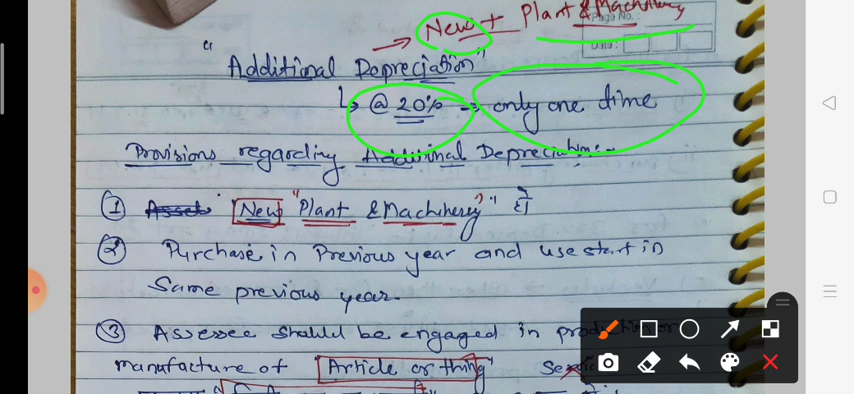 → New + Plant & Machinery
Page No. :
Date :
"Additional Depreciation"
↳ @ 20% → only one time
Provisions regarding Additional Depreciation.
① Asset "New "Plant & Machinery" हो
② Purchase in Previous year and use start in
Same previous year.
③ Assessee should be engaged in production or
manufacture of "Article or thing"